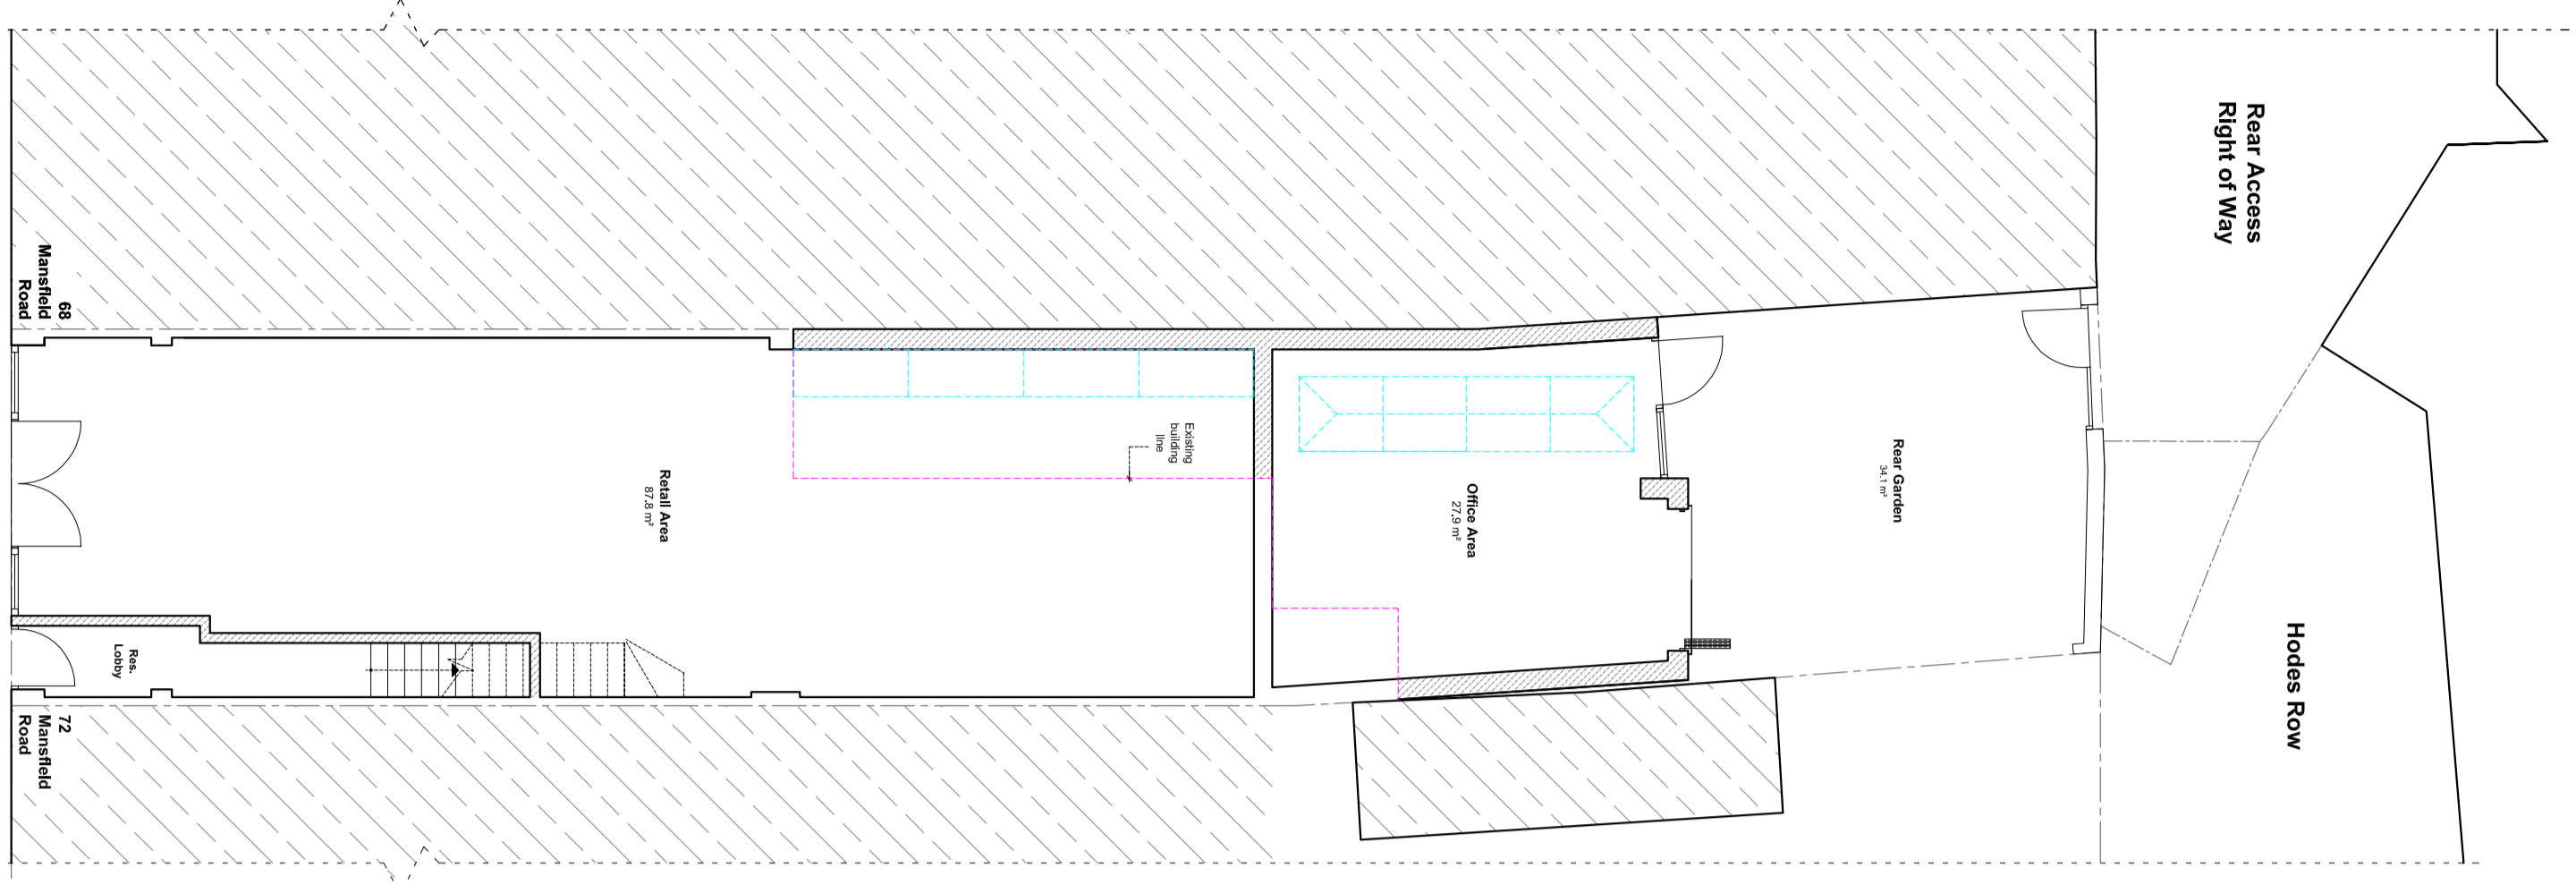 68
Mansfield
Road
72
Mansfield
Road
Res.
Lobby
Retail Area
87.8 m²
Existing
building
line
Office Area
27.9 m²
Rear Garden
34.1 m²
Rear Access
Right of Way
Hodes Row